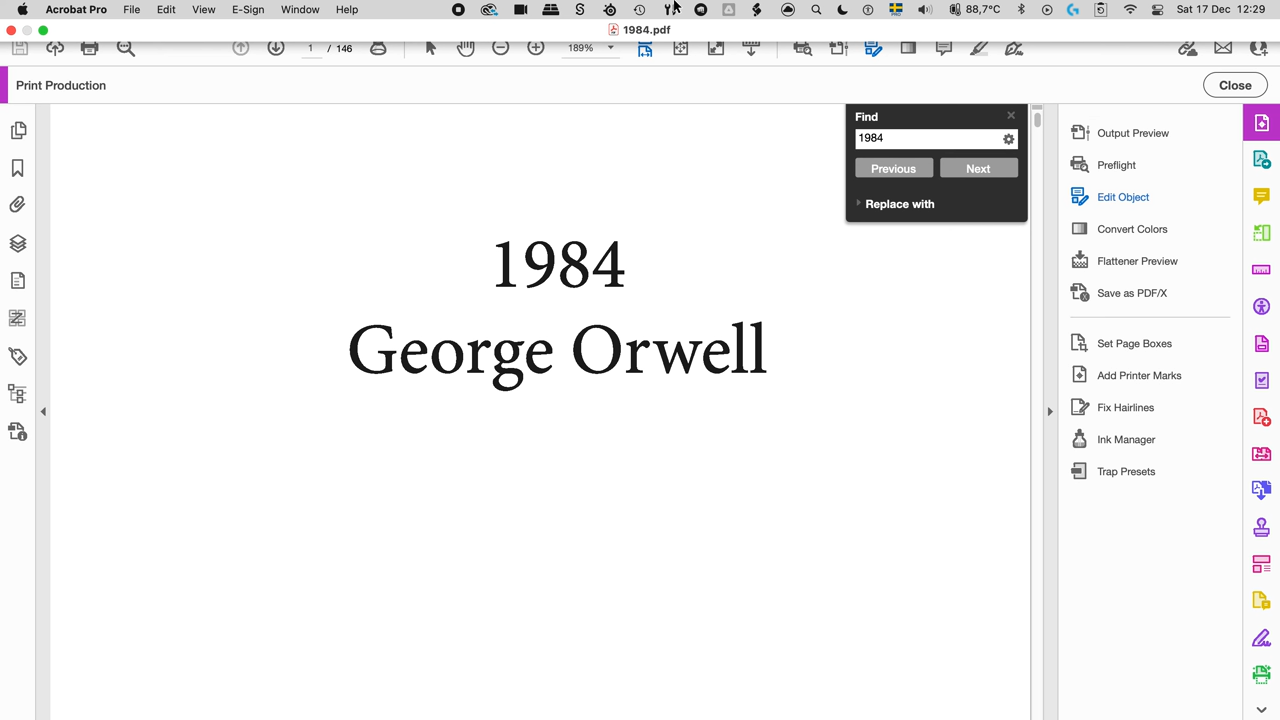 Acrobat Pro File Edit View E-Sign Window Help 88,7°C Sat 17 Dec 12:29
1984.pdf
1 / 146 189%
Print Production Close
Find
1984
Previous Next
Replace with
1984
George Orwell
Output Preview
Preflight
Edit Object
Convert Colors
Flattener Preview
Save as PDF/X
Set Page Boxes
Add Printer Marks
Fix Hairlines
Ink Manager
Trap Presets